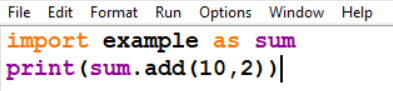 File Edit Format Run Options Window Help
import example as sum
print(sum.add(10,2))